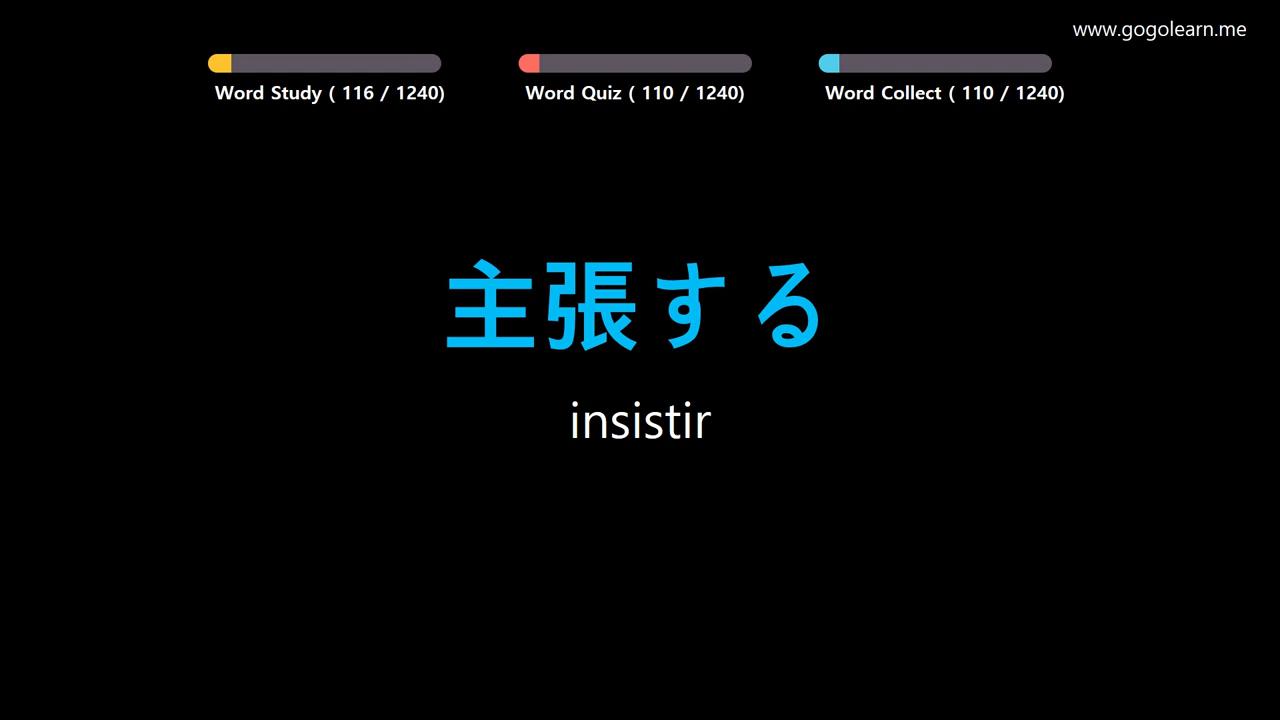 www.gogolearn.me
Word Study ( 116 / 1240)
Word Quiz ( 110 / 1240)
Word Collect ( 110 / 1240)
主張する
insistir